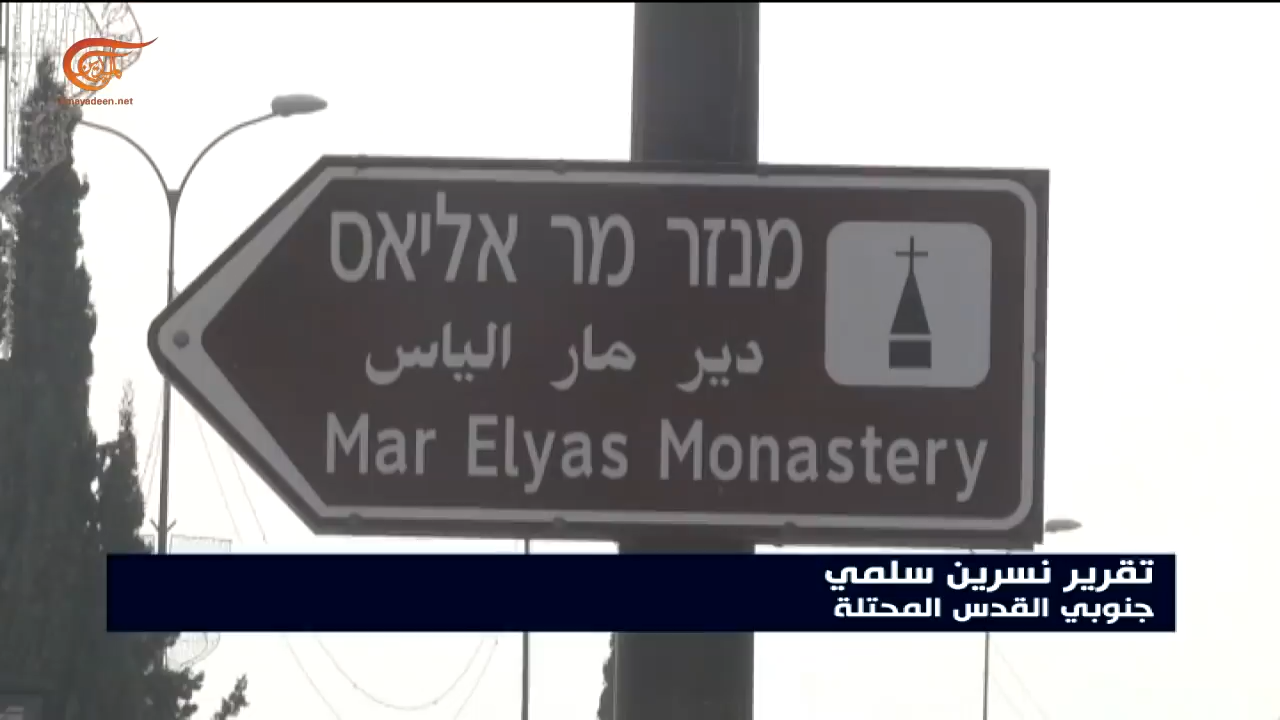 almayadeen.net
מנזר מר אליאס
دير مار الياس
Mar Elyas Monastery
تقرير نسرين سلمي
جنوبي القدس المحتلة